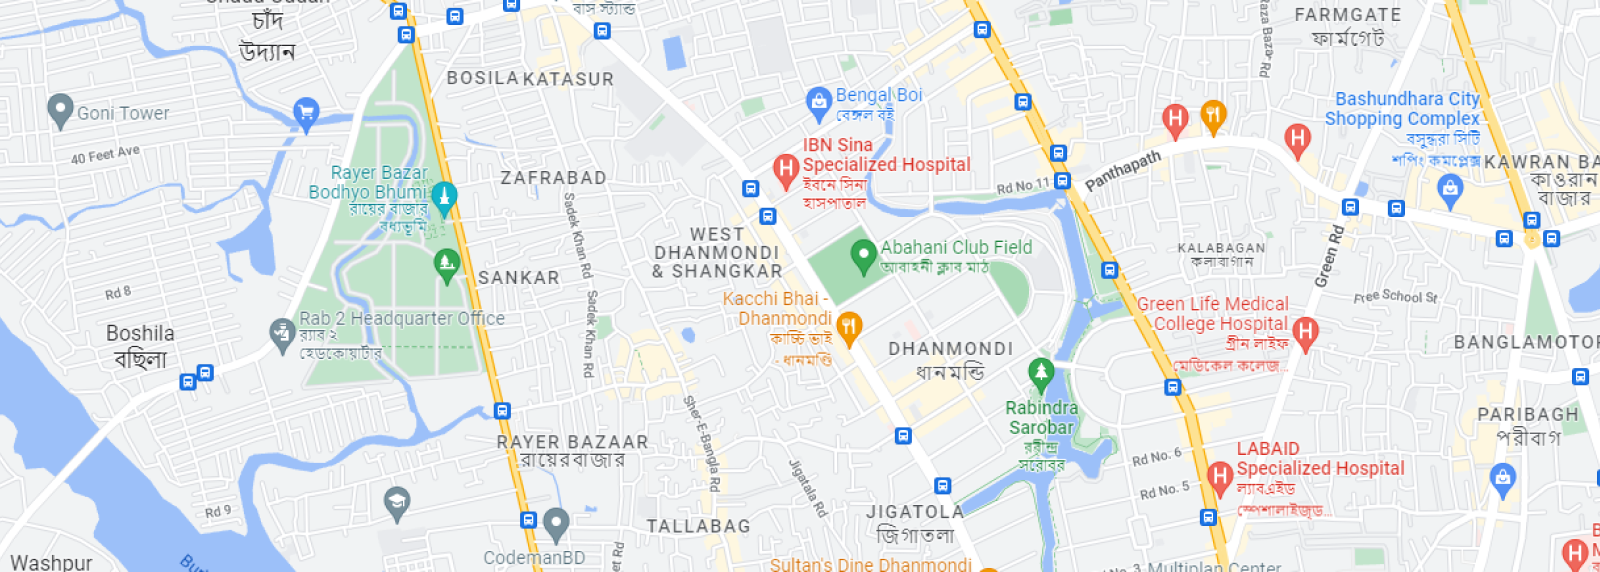 চাঁদ
উদ্যান
বাস স্ট্যান্ড
FARMGATE
ফার্মগেট
BOSILA
KATASUR
Goni Tower
40 Feet Ave
Bengal Boi
বেঙ্গল বই
Bashundhara City
Shopping Complex
বসুন্ধরা সিটি
শপিং কমপ্লেক্স
KAWRAN BA
কাওরান
বাজার
IBN Sina
Specialized Hospital
ইবনে সিনা
হাসপাতাল
Rayer Bazar
Bodhyo Bhumi
রায়ের বাজার
বধ্যভূমি
ZAFRABAD
Sadek Khan Rd
Rd No 11
Panthapath
WEST
DHANMONDI
& SHANGKAR
Abahani Club Field
আবাহনী ক্লাব মাঠ
KALABAGAN
কলাবাগান
Green Rd
Free School St
SANKAR
Rd 8
Kacchi Bhai -
Dhanmondi
কাচ্চি ভাই
- ধানমণ্ডি
Green Life Medical
College Hospital
গ্রীন লাইফ
মেডিকেল কলেজ...
Rab 2 Headquarter Office
র‍্যাব ২
হেডকোয়ার্টার
Boshila
বছিলা
Sadek Khan Rd
DHANMONDI
ধানমন্ডি
BANGLAMOTOR
Rabindra
Sarobar
রবীন্দ্র
সরোবর
PARIBAGH
পরীবাগ
RAYER BAZAAR
রায়েরবাজার
Sher-E-Bangla Rd
Jigatala Rd
Rd No. 6
Rd No. 5
LABAID
Specialized Hospital
ল্যাবএইড
স্পেশালাইজড...
Rd 9
TALLABAG
JIGATOLA
জিগাতলা
CodemanBD
Washpur
Sultan's Dine Dhanmondi
No. 3
Multiplan Center